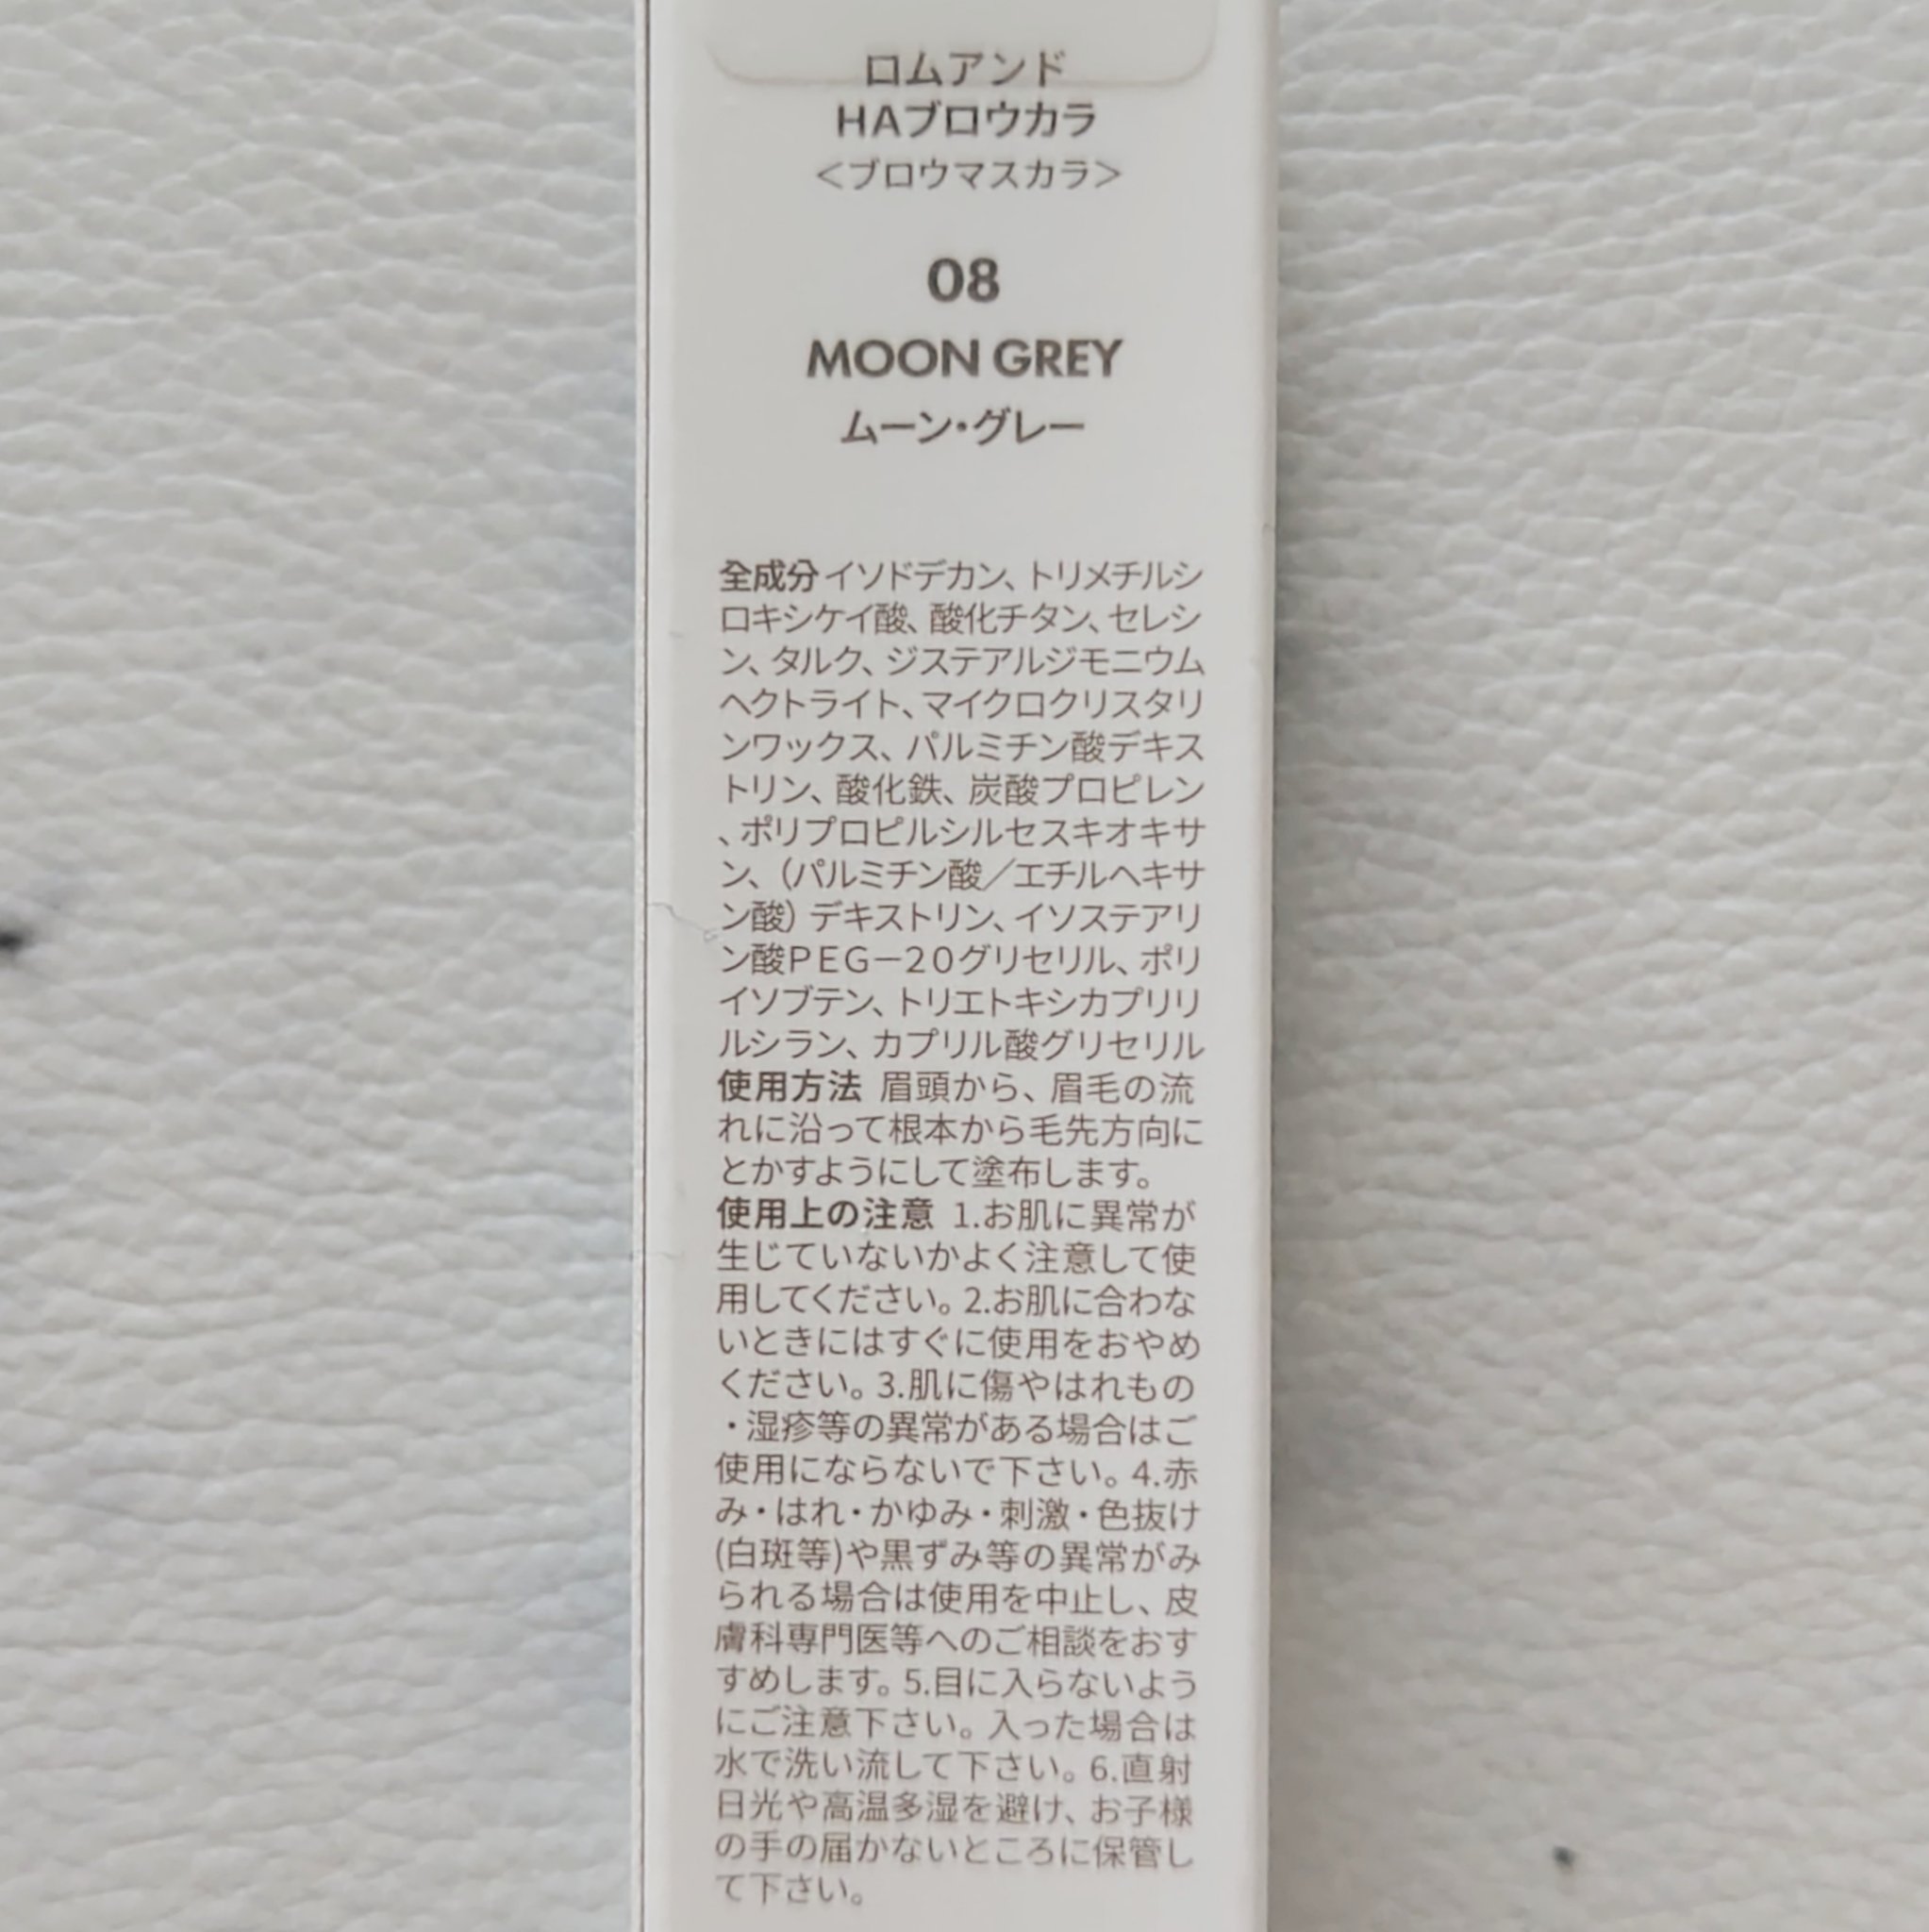 ロムアンド
HAブロウカラ
＜ブロウマスカラ＞
08
MOON GREY
ムーン・グレー
全成分 イソドデカン、トリメチルシ
ロキシケイ酸、酸化チタン、セレシ
ン、タルク、ジステアルジモニウム
ヘクトライト、マイクロクリスタリ
ンワックス、パルミチン酸デキス
トリン、酸化鉄、炭酸プロピレン
、ポリプロピルシルセスキオキサ
ン、（パルミチン酸／エチルヘキサ
ン酸）デキストリン、イソステアリ
ン酸ＰＥＧ－２０グリセリル、ポリ
イソブテン、トリエトキシカプリリ
ルシラン、カプリル酸グリセリル
使用方法 眉頭から、眉毛の流
れに沿って根本から毛先方向に
とかすようにして塗布します。
使用上の注意 1.お肌に異常が
生じていないかよく注意して使
用してください。2.お肌に合わな
いときにはすぐに使用をおやめ
ください。3.肌に傷やはれもの
・湿疹等の異常がある場合はご
使用にならないで下さい。4.赤
み・はれ・かゆみ・刺激・色抜け
(白斑等)や黒ずみ等の異常がみ
られる場合は使用を中止し、皮
膚科専門医等へのご相談をおす
すめします。5.目に入らないよう
にご注意下さい。入った場合は
水で洗い流して下さい。6.直射
日光や高温多湿を避け、お子様
の手の届かないところに保管し
て下さい。